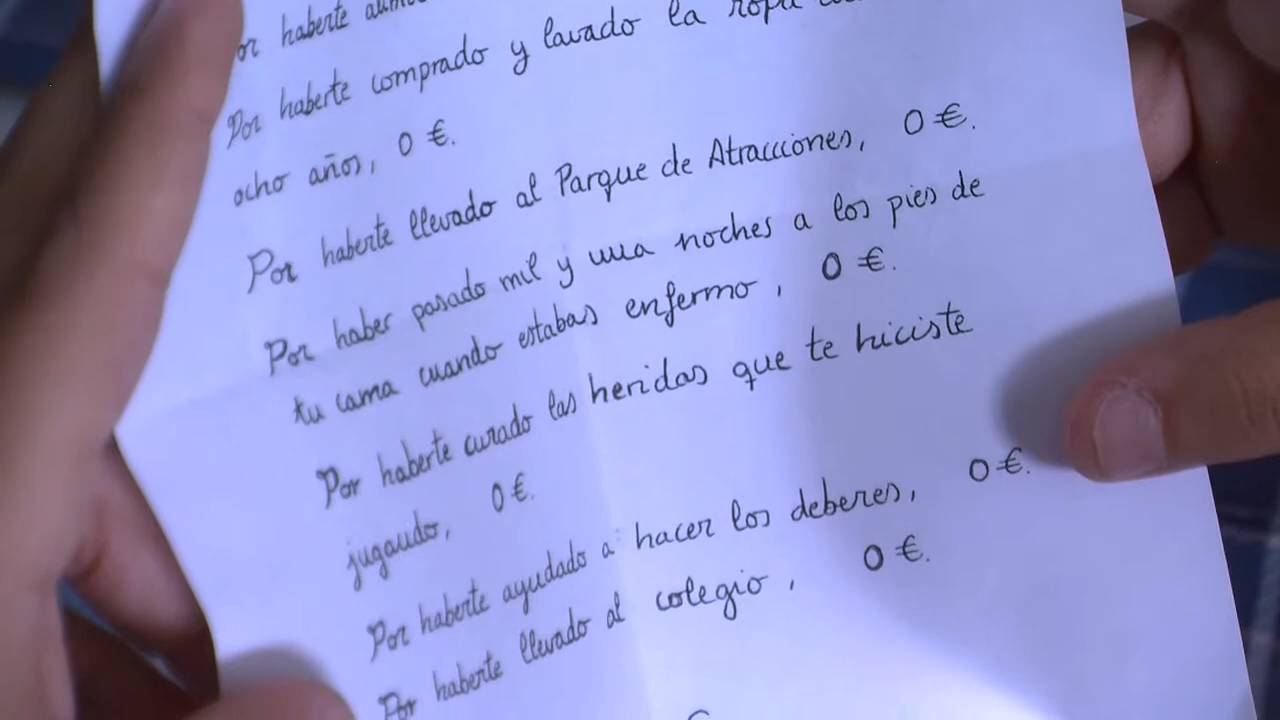 Por haberte
Por haberte comprado y lavado la ropa
ocho años, 0 €.
Por haberte llevado al Parque de Atracciones, 0 €.
Por haber pasado mil y una noches a los pies de
tu cama cuando estabas enfermo, 0 €.
Por haberte curado las heridas que te hiciste
jugando, 0 €.
Por haberte ayudado a hacer los deberes, 0 €.
Por haberte llevado al colegio, 0 €.